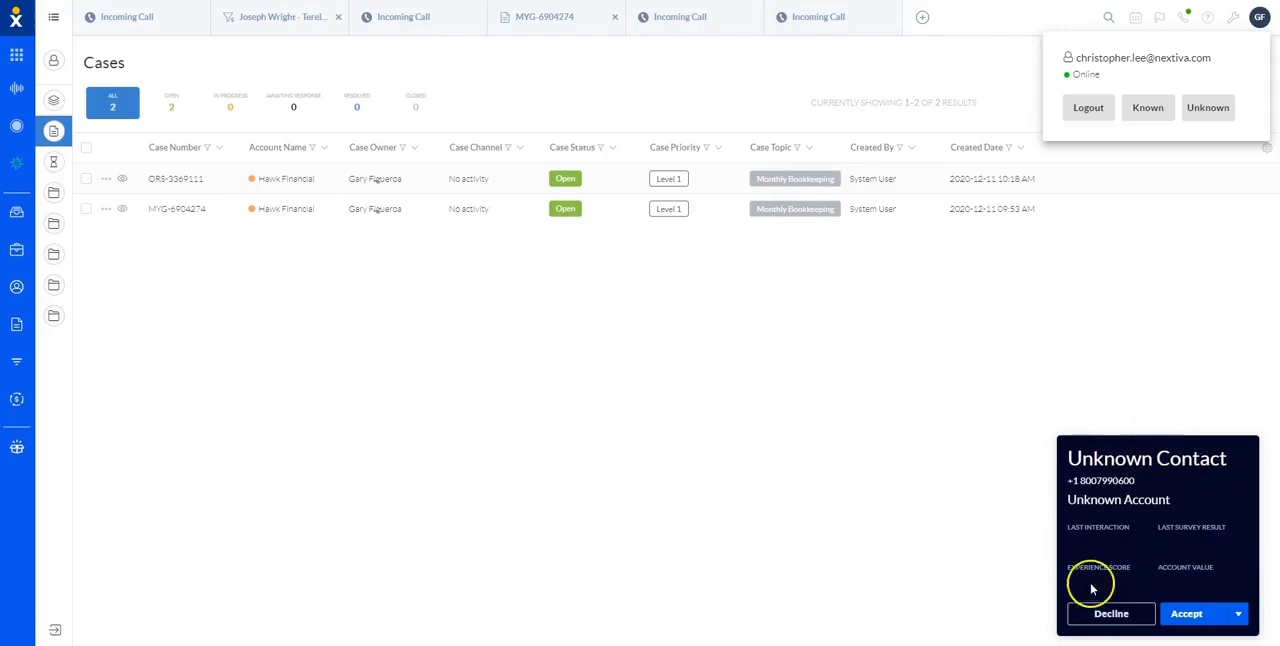 Incoming Call
Joseph Wright - Terel...
Incoming Call
MYG-6904274
Incoming Call
Incoming Call
GF
christopher.lee@nextiva.com
Online
Logout
Known
Unknown
Cases
ALL
2
OPEN
2
IN PROGRESS
0
AWAITING RESPONSE
0
RESOLVED
0
CLOSED
0
CURRENTLY SHOWING 1-2 OF 2 RESULTS
Case Number Account Name Case Owner Case Channel Case Status Case Priority Case Topic Created By Created Date
ORS-3369111 Hawk Financial Gary Figueroa No activity Open Level 1 Monthly Bookkeeping System User 2020-12-11 10:18 AM
MYG-6904274 Hawk Financial Gary Figueroa No activity Open Level 1 Monthly Bookkeeping System User 2020-12-11 09:53 AM
Unknown Contact
+1 8007990600
Unknown Account
LAST INTERACTION LAST SURVEY RESULT
EXPERIENCE SCORE ACCOUNT VALUE
Decline Accept